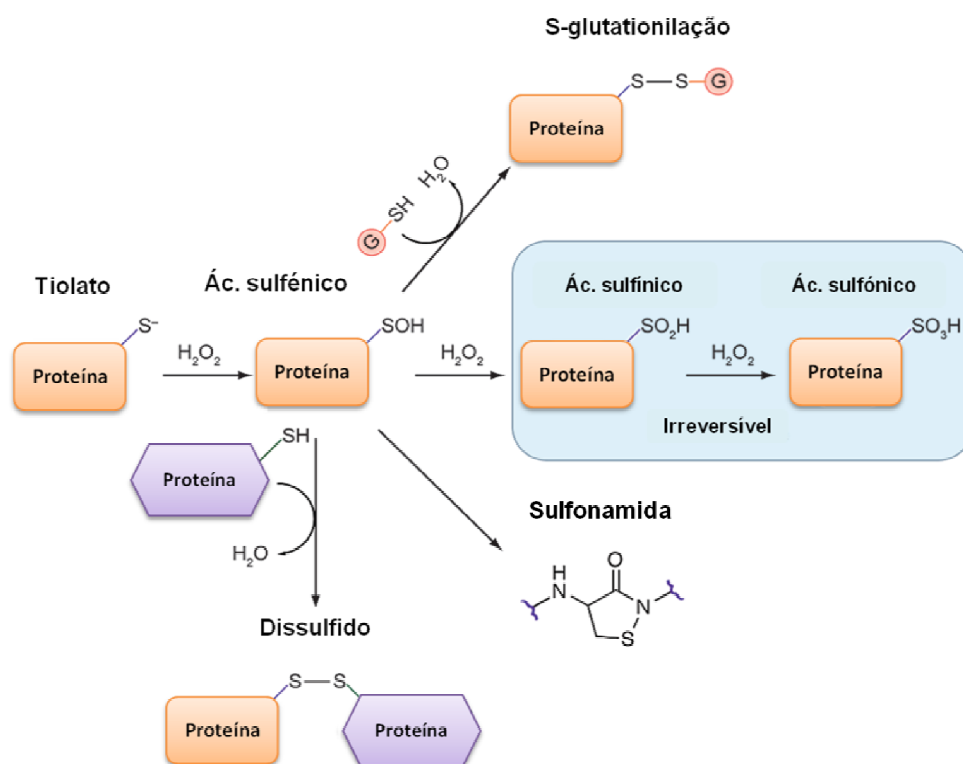 S-glutationilação
S—S—G
Proteína
H₂O
G-SH
Tiolato
Ác. sulfénico
Ác. sulfínico
Ác. sulfónico
S⁻
SOH
SO₂H
SO₃H
H₂O₂
H₂O₂
H₂O₂
Proteína
Proteína
Proteína
Proteína
Irreversível
SH
Proteína
H₂O
Sulfonamida
O
H
N
N
S
Dissulfido
S—S
Proteína
Proteína